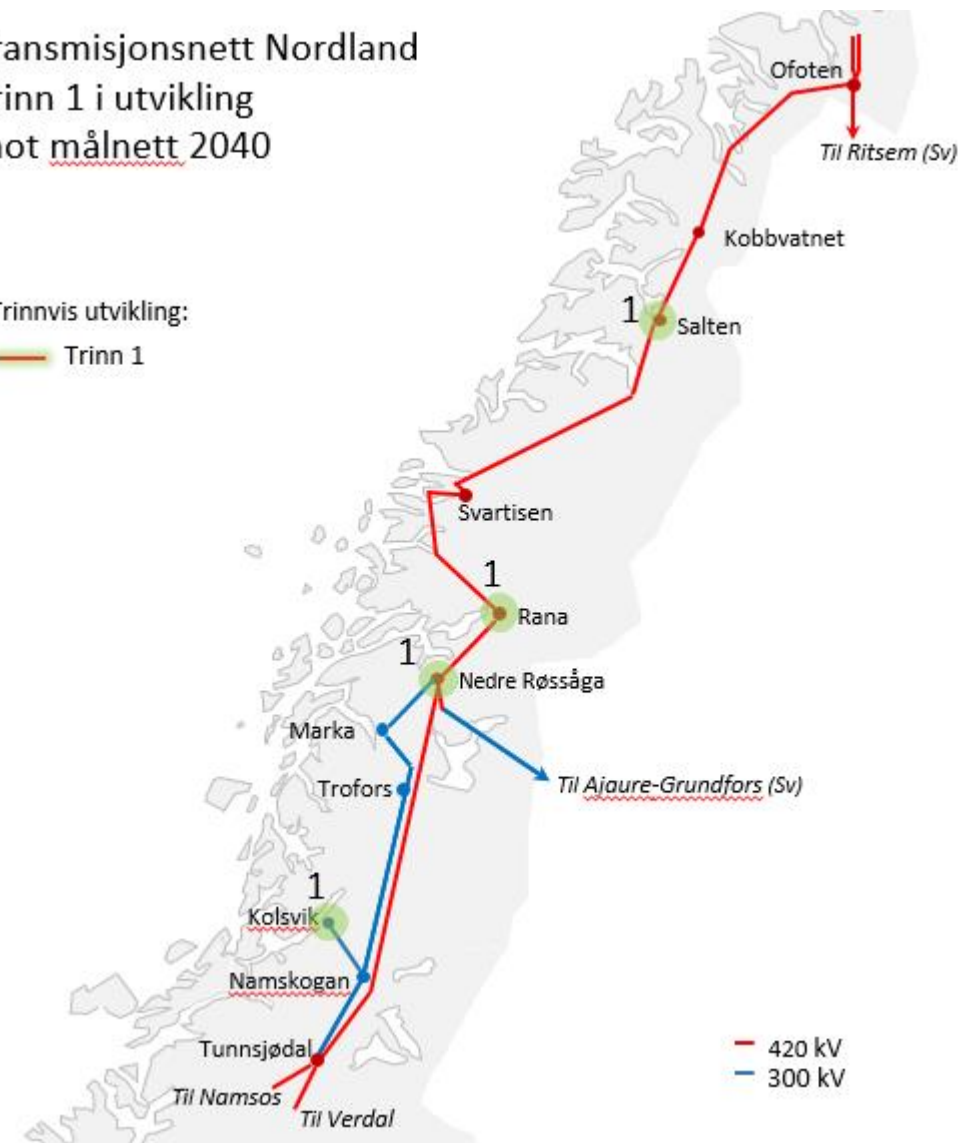 ransmisjonsnett Nordland
rinn 1 i utvikling
not målnett 2040
Trinnvis utvikling:
Trinn 1
Ofoten
Til Ritsem (Sv)
Kobbvatnet
1
Salten
Svartisen
1
Rana
1
Nedre Røssåga
Marka
Trofors
Til Ajaure-Grundfors (Sv)
1
Kolsvik
Namskogan
Tunnsjødal
Til Namsos
Til Verdal
420 kV
300 kV